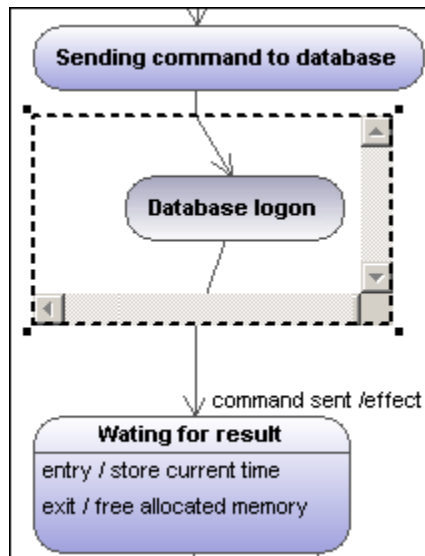 Sending command to database
Database logon
command sent /effect
Wating for result
entry / store current time
exit / free allocated memory